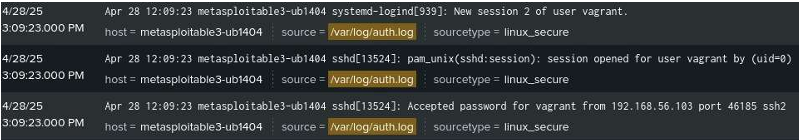 4/28/25 Apr 28 12:09:23 metasploitable3-ub1404 systemd-logind[939]: New session 2 of user vagrant.
3:09:23.000 PM host = metasploitable3-ub1404 source = /var/log/auth.log sourcetype = linux_secure
4/28/25 Apr 28 12:09:23 metasploitable3-ub1404 sshd[13524]: pam_unix(sshd:session): session opened for user vagrant by (uid=0)
3:09:23.000 PM host = metasploitable3-ub1404 source = /var/log/auth.log sourcetype = linux_secure
4/28/25 Apr 28 12:09:23 metasploitable3-ub1404 sshd[13524]: Accepted password for vagrant from 192.168.56.103 port 46185 ssh2
3:09:23.000 PM host = metasploitable3-ub1404 source = /var/log/auth.log sourcetype = linux_secure